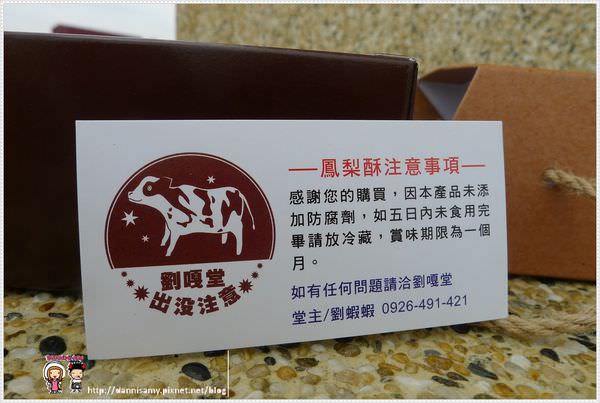 劉嘎堂
出没注意
鳳梨酥注意事項
感謝您的購買，因本產品未添
加防腐劑，如五日內未食用完
畢請放冷藏，賞味期限為一個
月。
如有任何問題請洽劉嘎堂
堂主/劉蝦蝦 0926-491-421
http://dannisamy.pixnet.net/blog